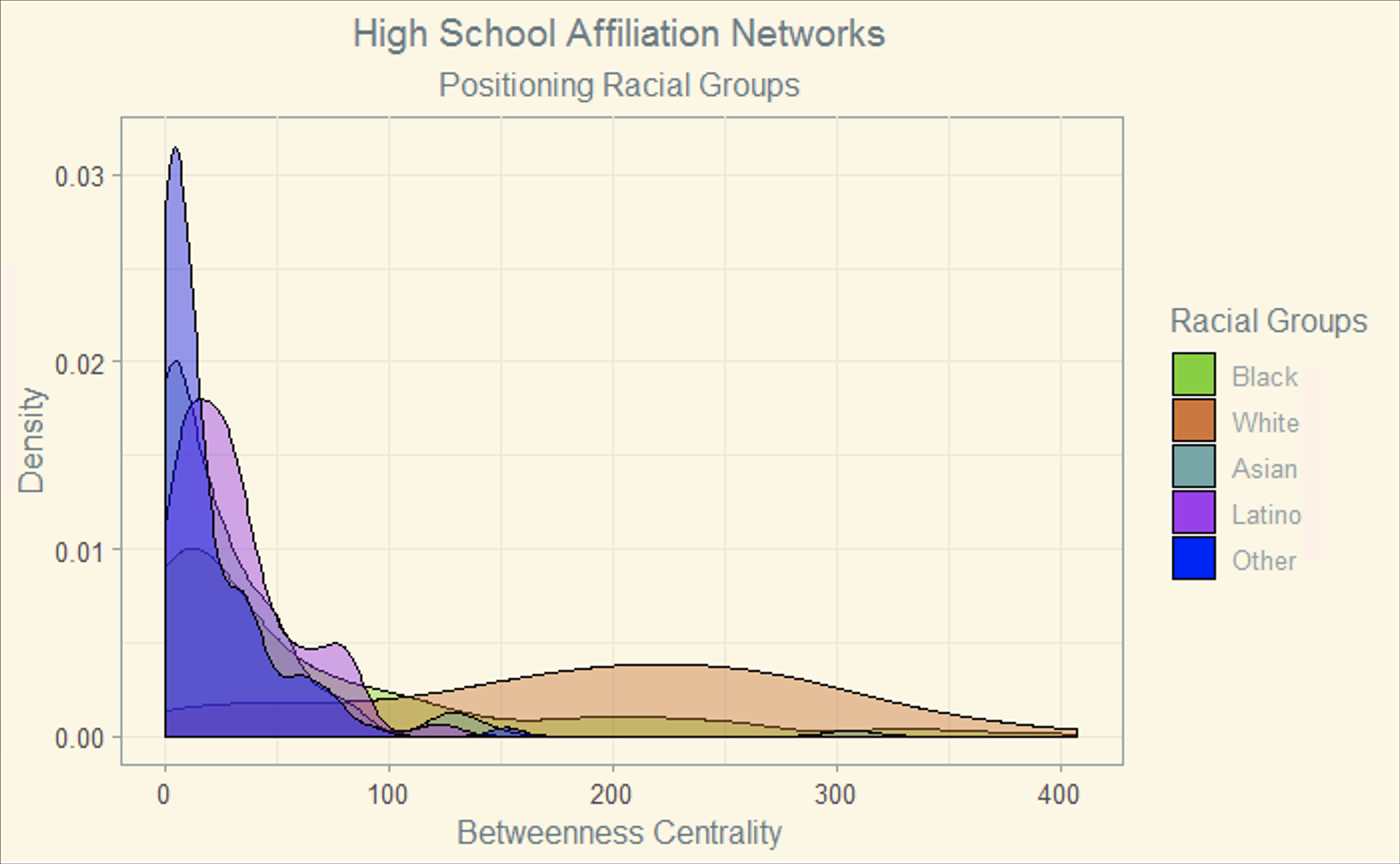 High School Affiliation Networks
Positioning Racial Groups
0.03
0.02
0.01
0.00
Density
0
100
200
300
400
Betweenness Centrality
Racial Groups
Black
White
Asian
Latino
Other